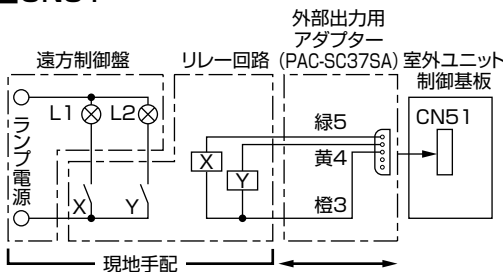 外部出力用
アダプター
(PAC-SC37SA)
遠方制御盤
リレー回路
室外ユニット
制御基板
L1
L2
ランプ電源
X
Y
X
Y
緑5
黄4
橙3
CN51
現地手配